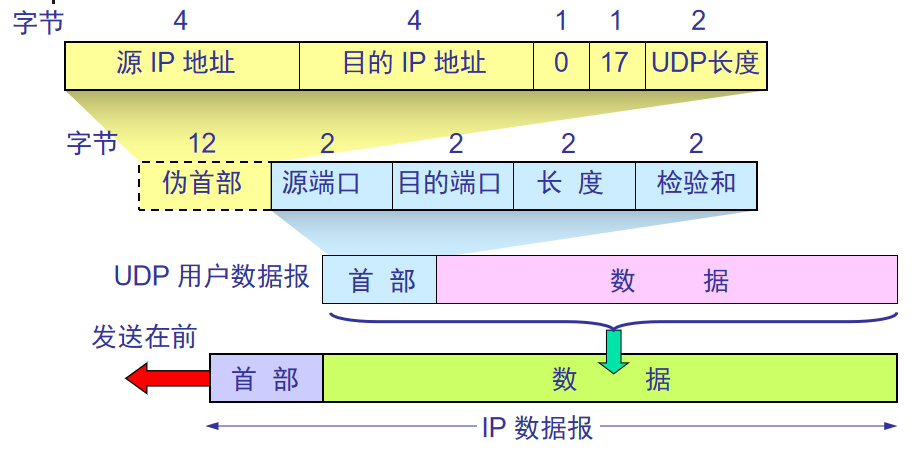 字节 4 4 1 1 2
源 IP 地址 目的 IP 地址 0 17 UDP长度
字节 12 2 2 2 2
伪首部 源端口 目的端口 长 度 检验和
UDP 用户数据报 首 部 数 据
发送在前
首 部 数 据
IP 数据报